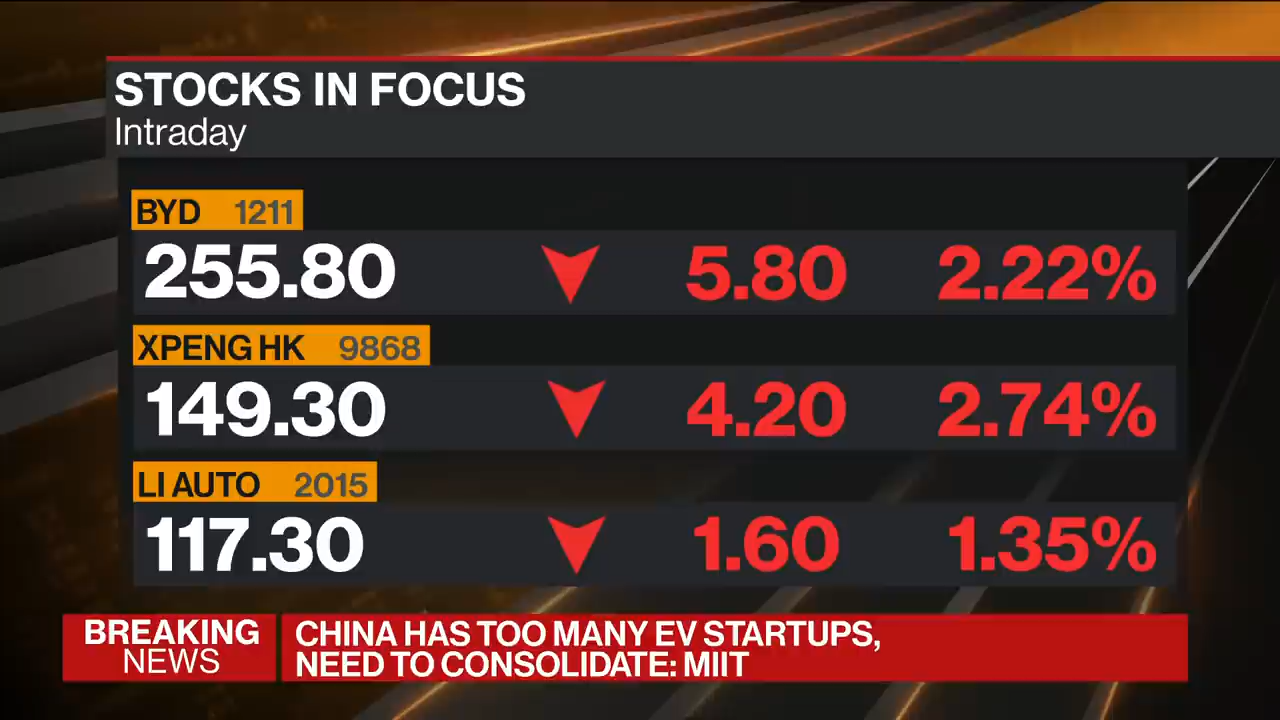 STOCKS IN FOCUS
Intraday
BYD 1211
255.80 5.80 2.22%
XPENG HK 9868
149.30 4.20 2.74%
LI AUTO 2015
117.30 1.60 1.35%
BREAKING NEWS
CHINA HAS TOO MANY EV STARTUPS,
NEED TO CONSOLIDATE: MIIT